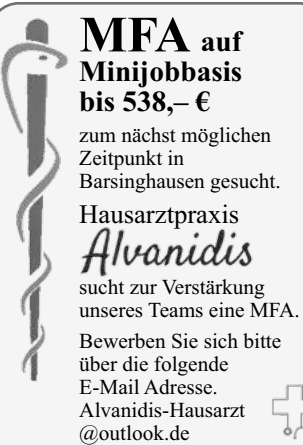 MFA auf
Minijobbasis
bis 538,– €
zum nächst möglichen
Zeitpunkt in
Barsinghausen gesucht.
Hausarztpraxis
Alvanidis
sucht zur Verstärkung
unseres Teams eine MFA.
Bewerben Sie sich bitte
über die folgende
E-Mail Adresse.
Alvanidis-Hausarzt
@outlook.de